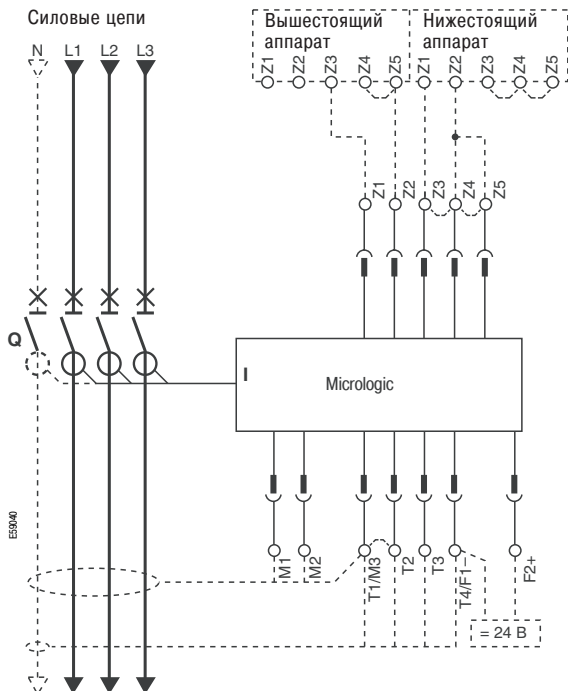 Силовые цепи
N L1 L2 L3
Вышестоящий
аппарат
Нижестоящий
аппарат
Z1 Z2 Z3 Z4 Z5 Z1 Z2 Z3 Z4 Z5
Z1 Z2 Z3 Z4 Z5
Q
I
Micrologic
E59040
M1 M2 T1/M3 T2 T3 T4/F1– F2+
= 24 В